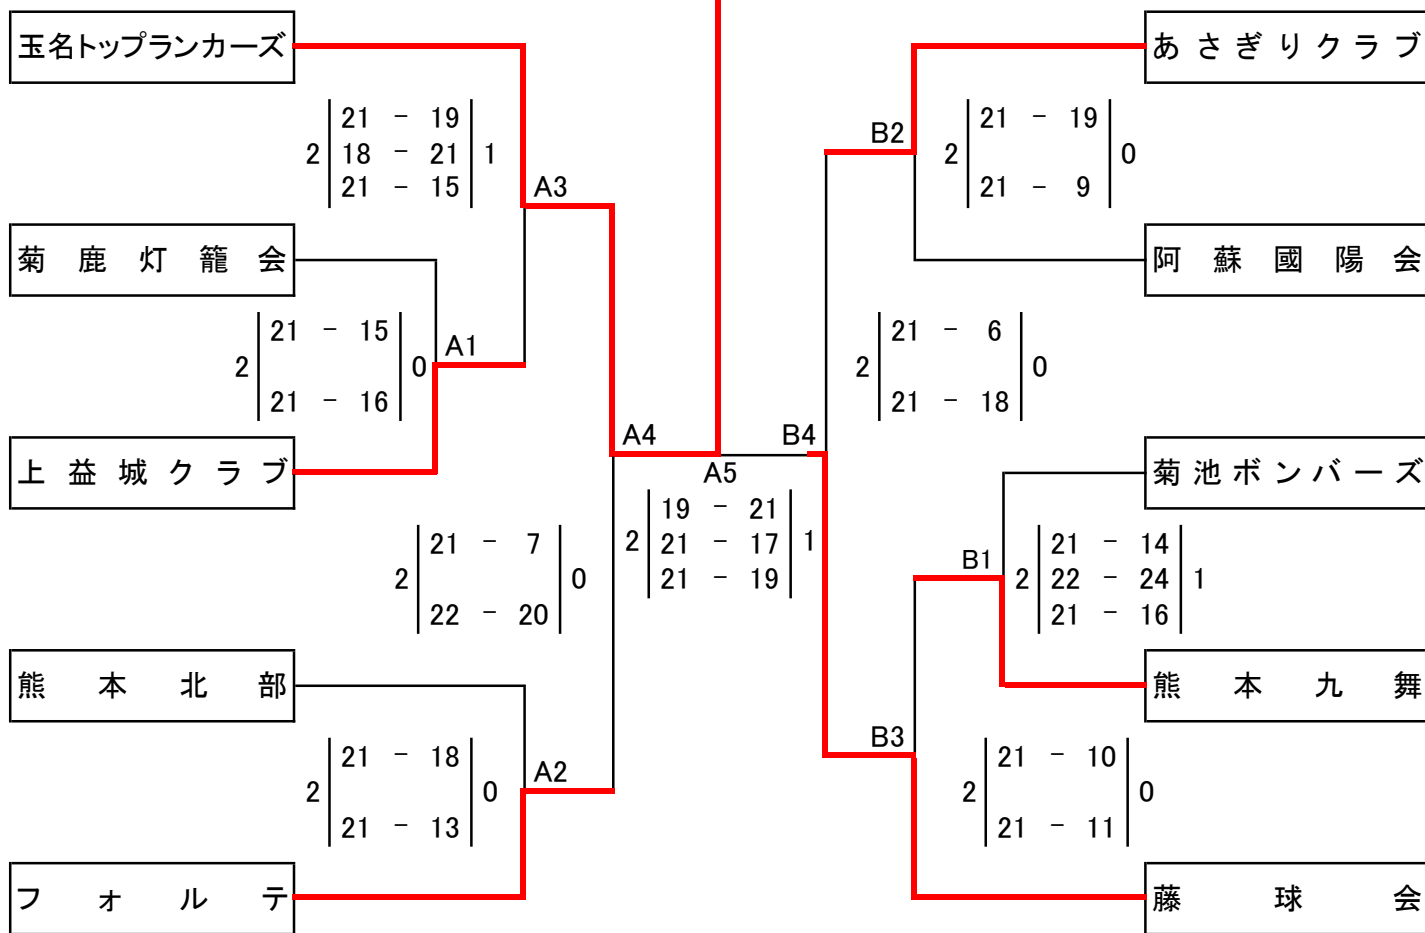 玉名トップランカーズ
あさぎりクラブ
21 － 19
2 18 － 21 1
21 － 15
A3
B2
21 － 19
2 0
21 － 9
菊鹿灯籠会
阿蘇國陽会
21 － 15
2 0
21 － 16
A1
21 － 6
2 0
21 － 18
上益城クラブ
A4
B4
A5
菊池ボンバーズ
19 － 21
2 21 － 17 1
21 － 19
21 － 7
2 0
22 － 20
B1
21 － 14
2 22 － 24 1
21 － 16
熊本北部
熊本九舞
21 － 18
2 0
21 － 13
A2
B3
21 － 10
2 0
21 － 11
フォルテ
藤球会